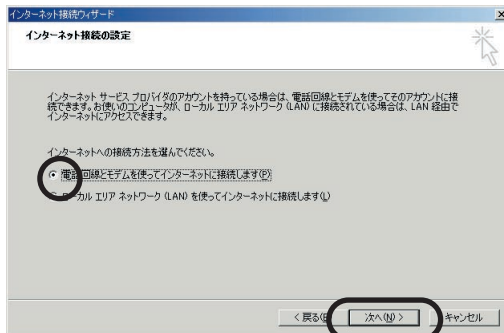 インターネット接続ウィザード
インターネット接続の設定
インターネット サービス プロバイダのアカウントを持っている場合は、電話回線とモデムを使ってそのアカウントに接
続できます。お使いのコンピュータが、ローカル エリア ネットワーク (LAN) に接続されている場合は、LAN 経由で
インターネットにアクセスできます。
インターネットへの接続方法を選んでください。
電話回線とモデムを使ってインターネットに接続します(P)
ーカル エリア ネットワーク (LAN) を使ってインターネットに接続します(L)
< 戻る(B
次へ(N) >
キャンセル